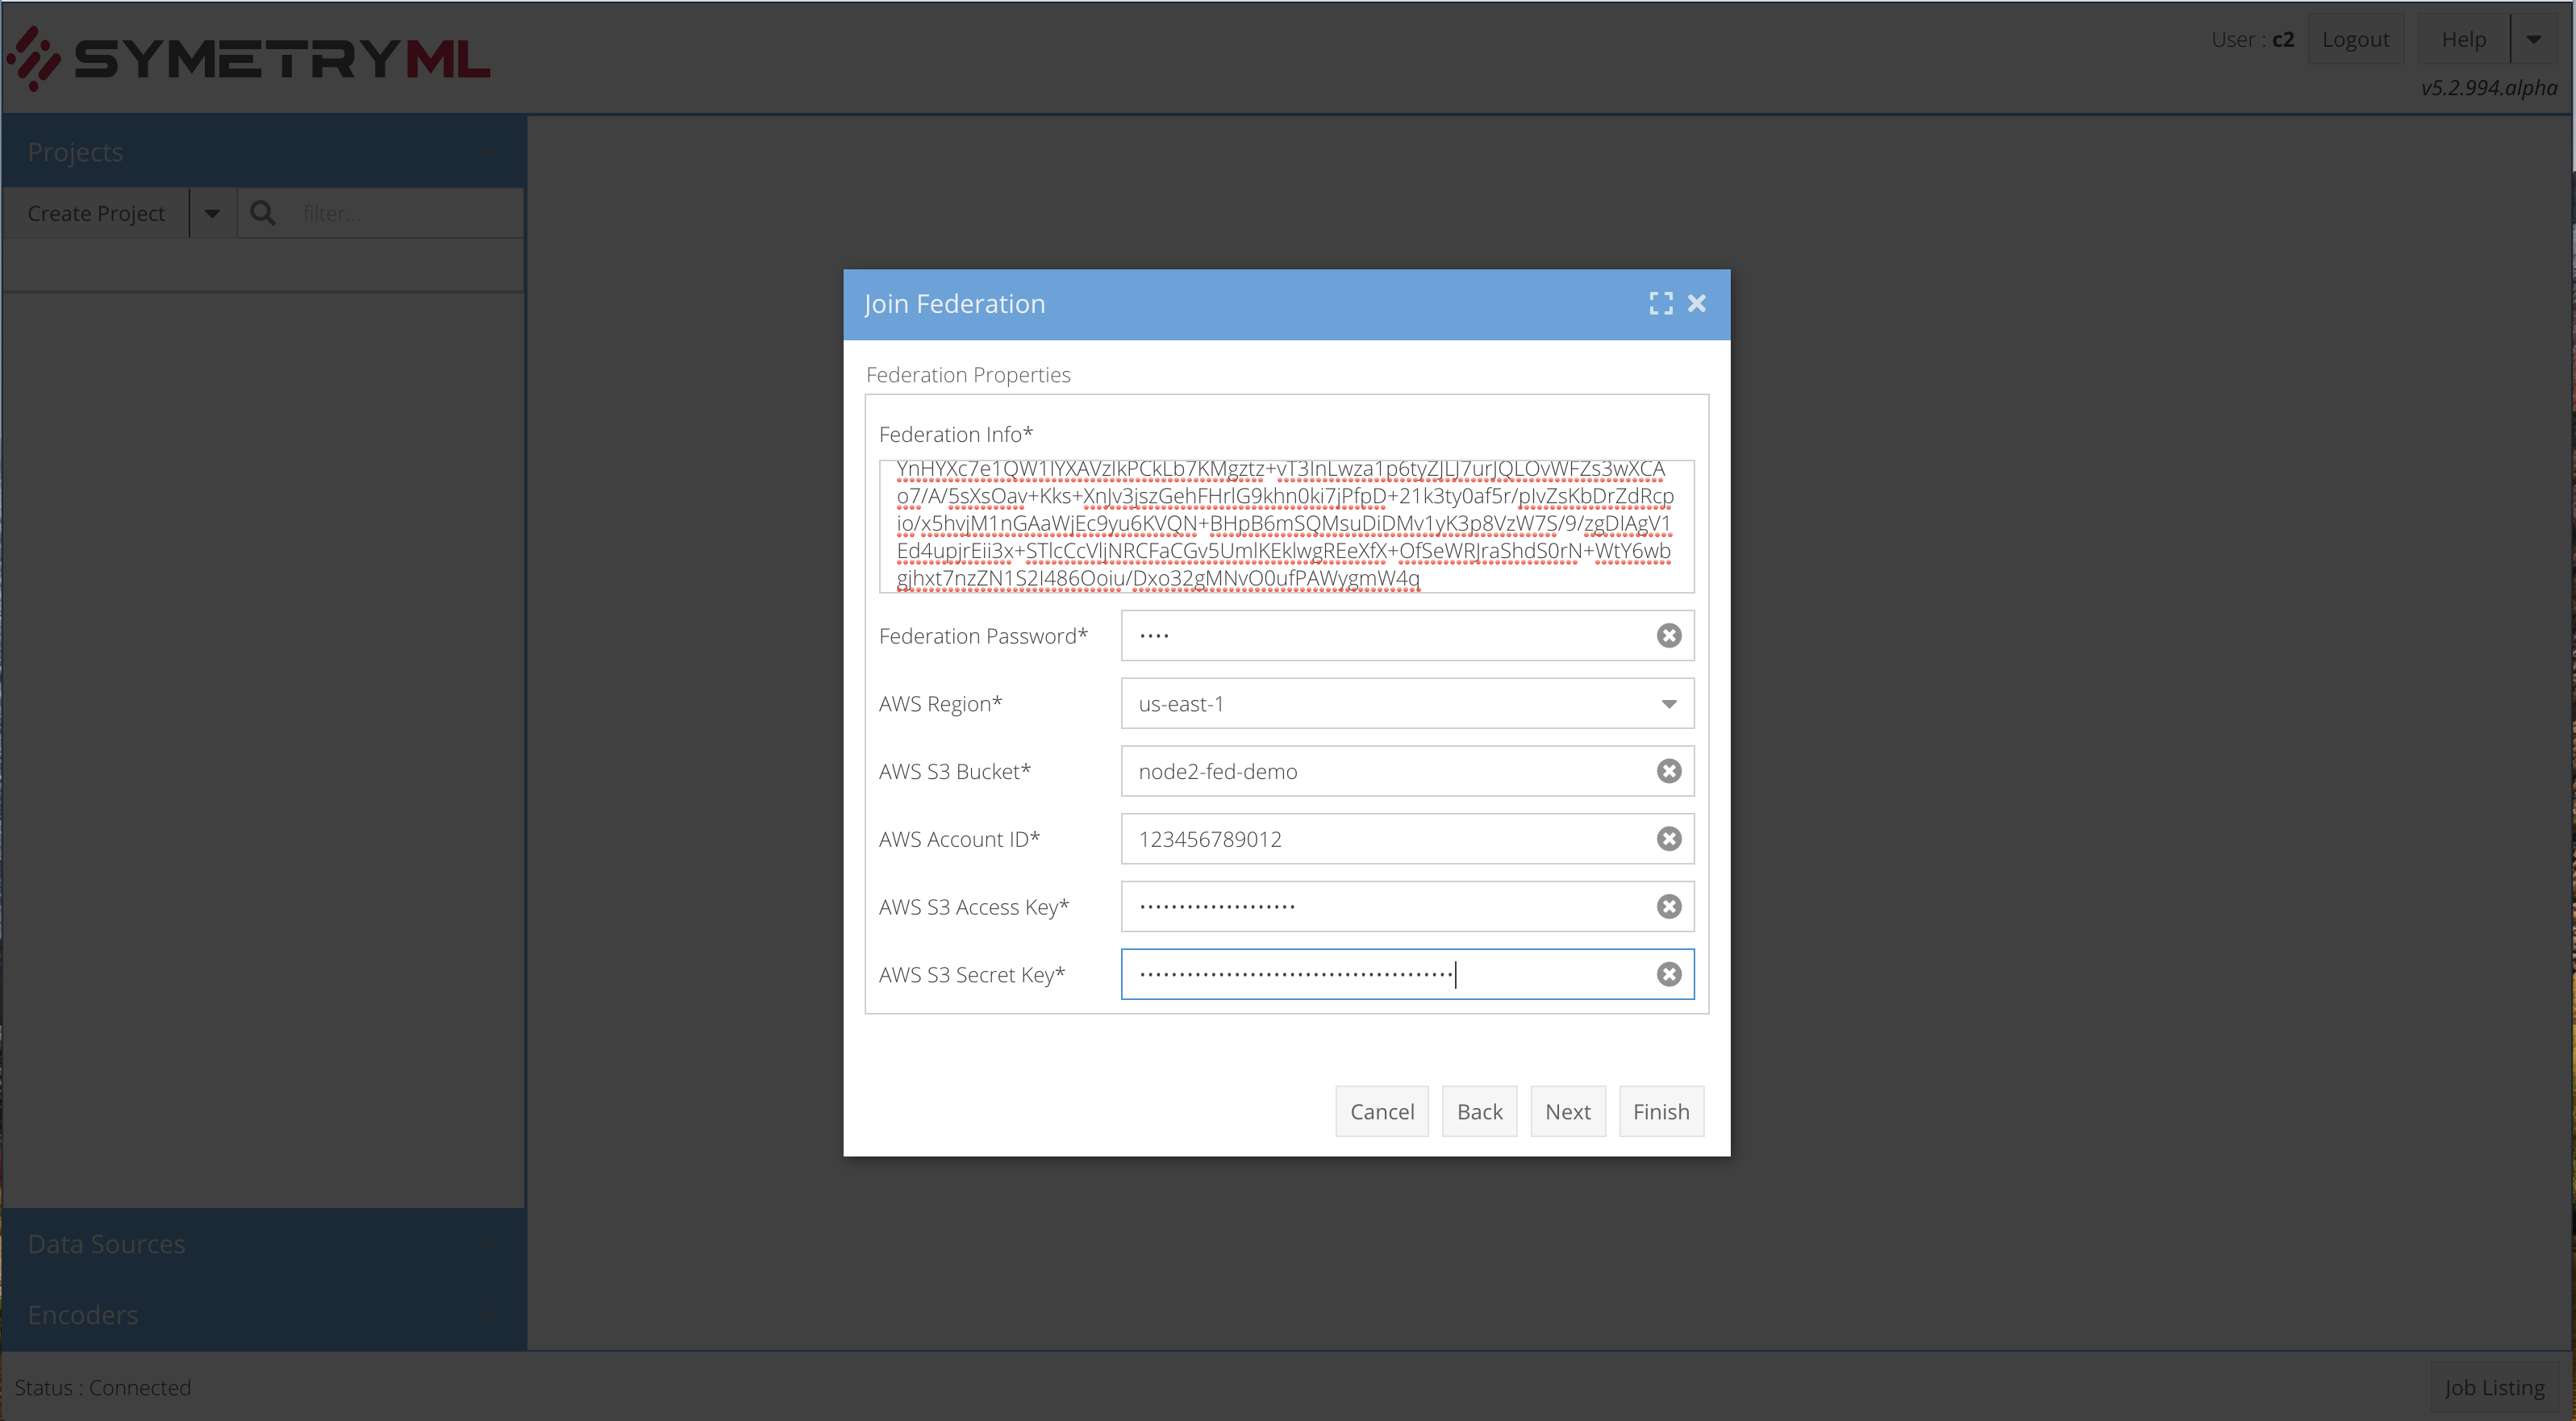 SYMETRYML
User : c2
Logout
Help
v5.2.994.alpha
Projects
Create Project
filter...
Join Federation
Federation Properties
Federation Info*
YnHYXc7e1QW1lYXAVzIkPCkLb7KMgztz+vT3InLwza1p6tyZJLJ7urJQLOvWFZs3wXCA
o7/A/5sXsOav+Kks+XnJv3jszGehFHrlG9khn0ki7jPfpD+21k3ty0af5r/pIvZsKbDrZdRcp
io/x5hvjM1nGAaWjEc9yu6KVQN+BHpB6mSQMsuDiDMv1yK3p8VzW7S/9/zgDIAgV1
Ed4upjrEii3x+STlcCcVljNRCFaCGv5UmlKEklwgREeXfX+OfSeWRJraShdS0rN+WtY6wb
gjhxt7nzZN1S2I486Ooiu/Dxo32gMNvO0ufPAWygmW4q
Federation Password*
AWS Region*
us-east-1
AWS S3 Bucket*
node2-fed-demo
AWS Account ID*
123456789012
AWS S3 Access Key*
AWS S3 Secret Key*
Cancel
Back
Next
Finish
Data Sources
Encoders
Status : Connected
Job Listing